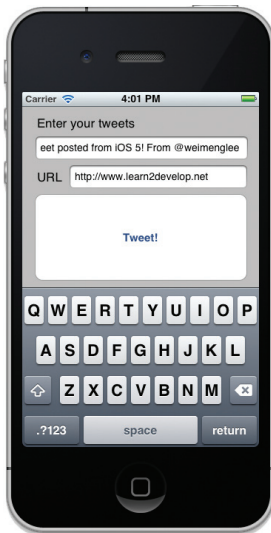 Carrier 4:01 PM
Enter your tweets
eet posted from iOS 5! From @weimenglee
URL http://www.learn2develop.net
Tweet!
Q W E R T Y U I O P
A S D F G H J K L
Z X C V B N M
.?123 space return